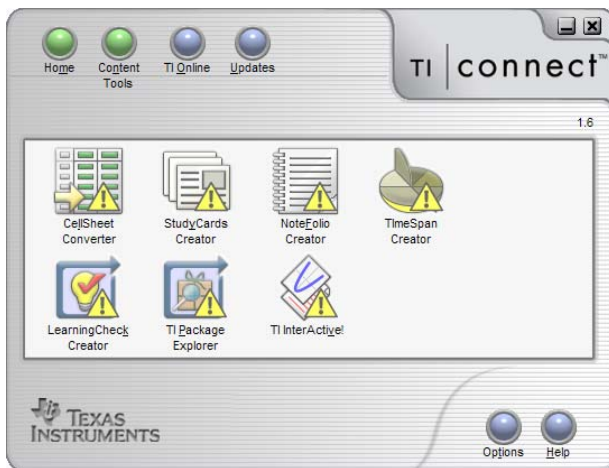 Home
Content
Tools
TI Online
Updates
TI connect™
1.6
CellSheet
Converter
StudyCards
Creator
NoteFolio
Creator
TimeSpan
Creator
LearningCheck
Creator
TI Package
Explorer
TI InterActive!
TEXAS
INSTRUMENTS
Options
Help